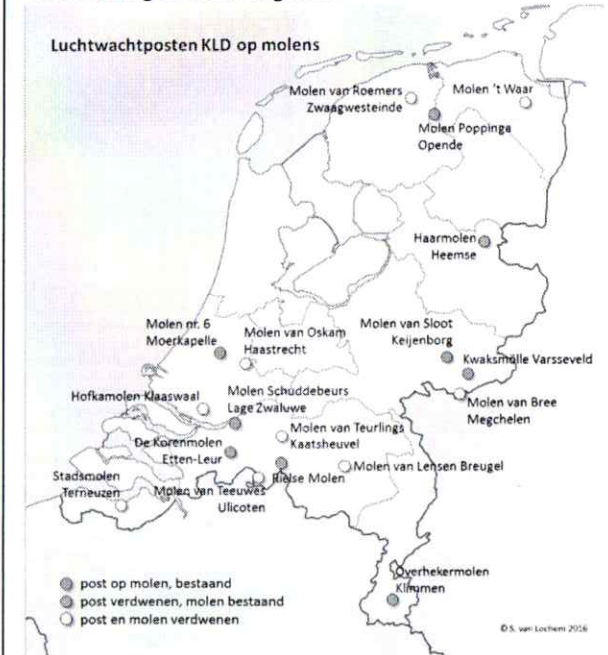 Luchtwachtposten KLD op molens
Molen van Roemers
Zwaagwesteinde
Molen 't Waar
Molen Poppinga
Opende
Haarmolen
Heemse
Molen nr. 6
Moerkapelle
Molen van Oskam
Haastrecht
Molen van Sloot
Keijenborg
Kwaksmölle Varsseveld
Hofkamolen Klaaswaal
Molen Schuddebeurs
Lage Zwaluwe
Molen van Bree
Megchelen
Molen van Teurlings
Kaatsheuvel
De Korenmolen
Etten-Leur
Molen van Lensen Breugel
Stadsmolen
Terneuzen
Molen van Teeuwes
Ulicoten
Rielse Molen
Overhekermolen
Klimmen
post op molen, bestaand
post verdwenen, molen bestaand
post en molen verdwenen
© S. van Lochem 2016